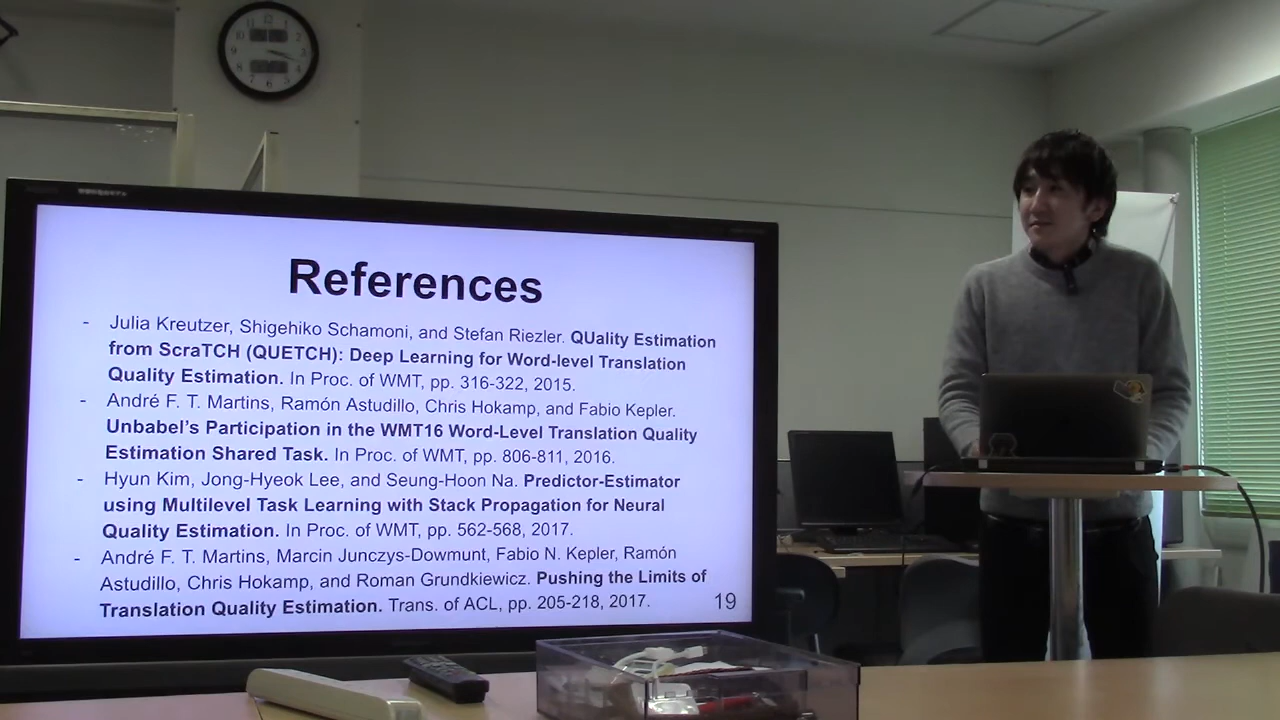 References
- Julia Kreutzer, Shigehiko Schamoni, and Stefan Riezler. QUality Estimation
from ScraTCH (QUETCH): Deep Learning for Word-level Translation
Quality Estimation. In Proc. of WMT, pp. 316-322, 2015.
- André F. T. Martins, Ramón Astudillo, Chris Hokamp, and Fabio Kepler.
Unbabel's Participation in the WMT16 Word-Level Translation Quality
Estimation Shared Task. In Proc. of WMT, pp. 806-811, 2016.
- Hyun Kim, Jong-Hyeok Lee, and Seung-Hoon Na. Predictor-Estimator
using Multilevel Task Learning with Stack Propagation for Neural
Quality Estimation. In Proc. of WMT, pp. 562-568, 2017.
- André F. T. Martins, Marcin Junczys-Dowmunt, Fabio N. Kepler, Ramón
Astudillo, Chris Hokamp, and Roman Grundkiewicz. Pushing the Limits of
Translation Quality Estimation. Trans. of ACL, pp. 205-218, 2017.
19